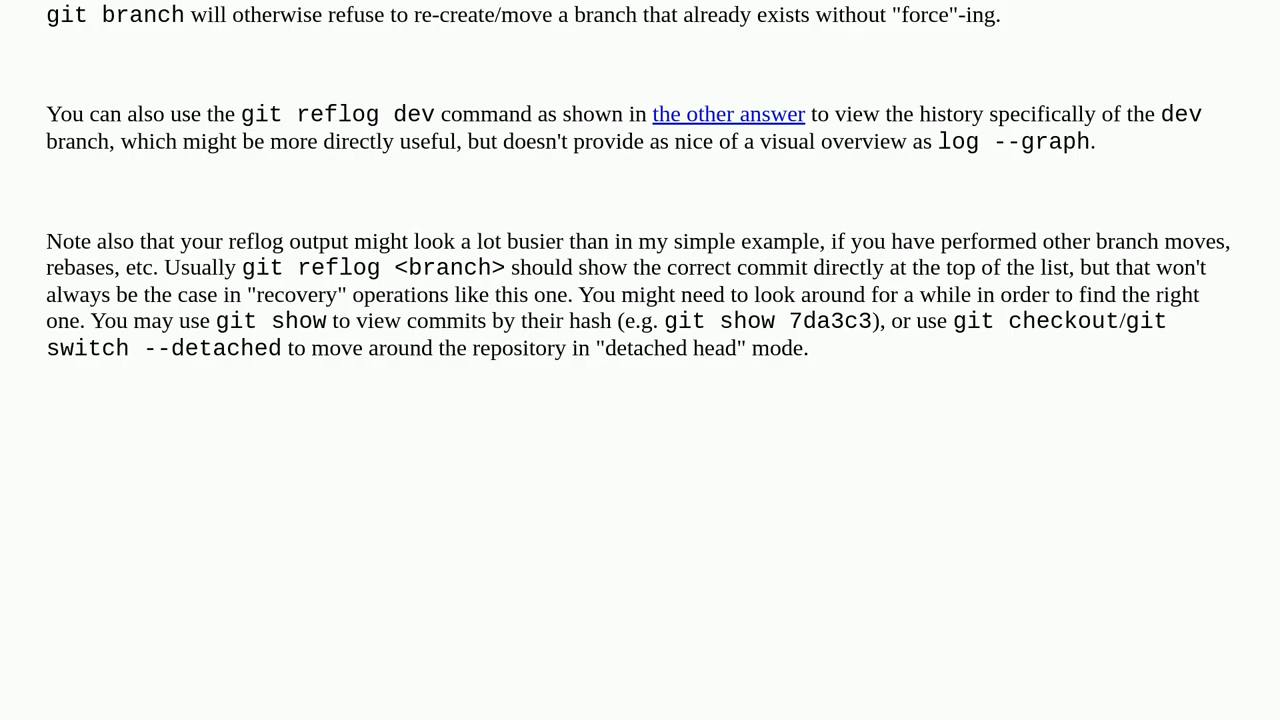 git branch will otherwise refuse to re-create/move a branch that already exists without "force"-ing.
You can also use the git reflog dev command as shown in the other answer to view the history specifically of the dev
branch, which might be more directly useful, but doesn't provide as nice of a visual overview as log --graph.
Note also that your reflog output might look a lot busier than in my simple example, if you have performed other branch moves,
rebases, etc. Usually git reflog <branch> should show the correct commit directly at the top of the list, but that won't
always be the case in "recovery" operations like this one. You might need to look around for a while in order to find the right
one. You may use git show to view commits by their hash (e.g. git show 7da3c3), or use git checkout/git
switch --detached to move around the repository in "detached head" mode.